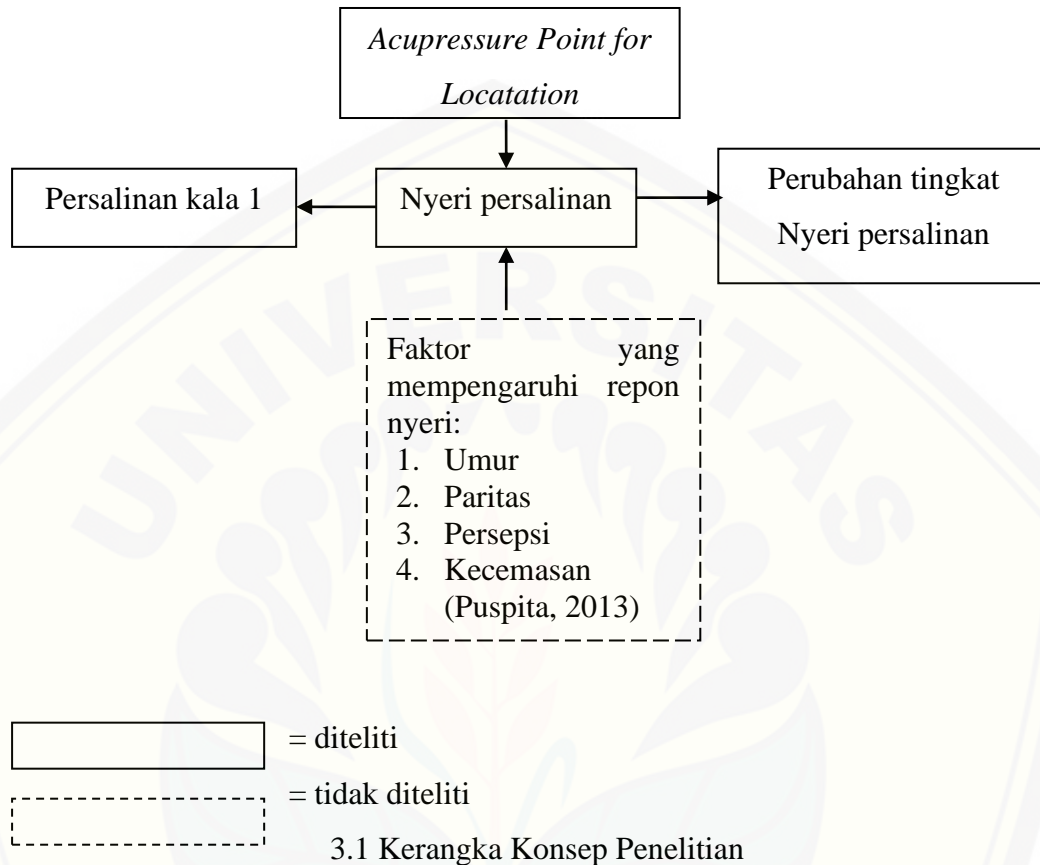 Acupressure Point for
Locatation
Persalinan kala 1
Nyeri persalinan
Perubahan tingkat
Nyeri persalinan
Faktor yang
mempengaruhi repon
nyeri:
1. Umur
2. Paritas
3. Persepsi
4. Kecemasan
(Puspita, 2013)
= diteliti
= tidak diteliti
3.1 Kerangka Konsep Penelitian
UNIVERSITAS